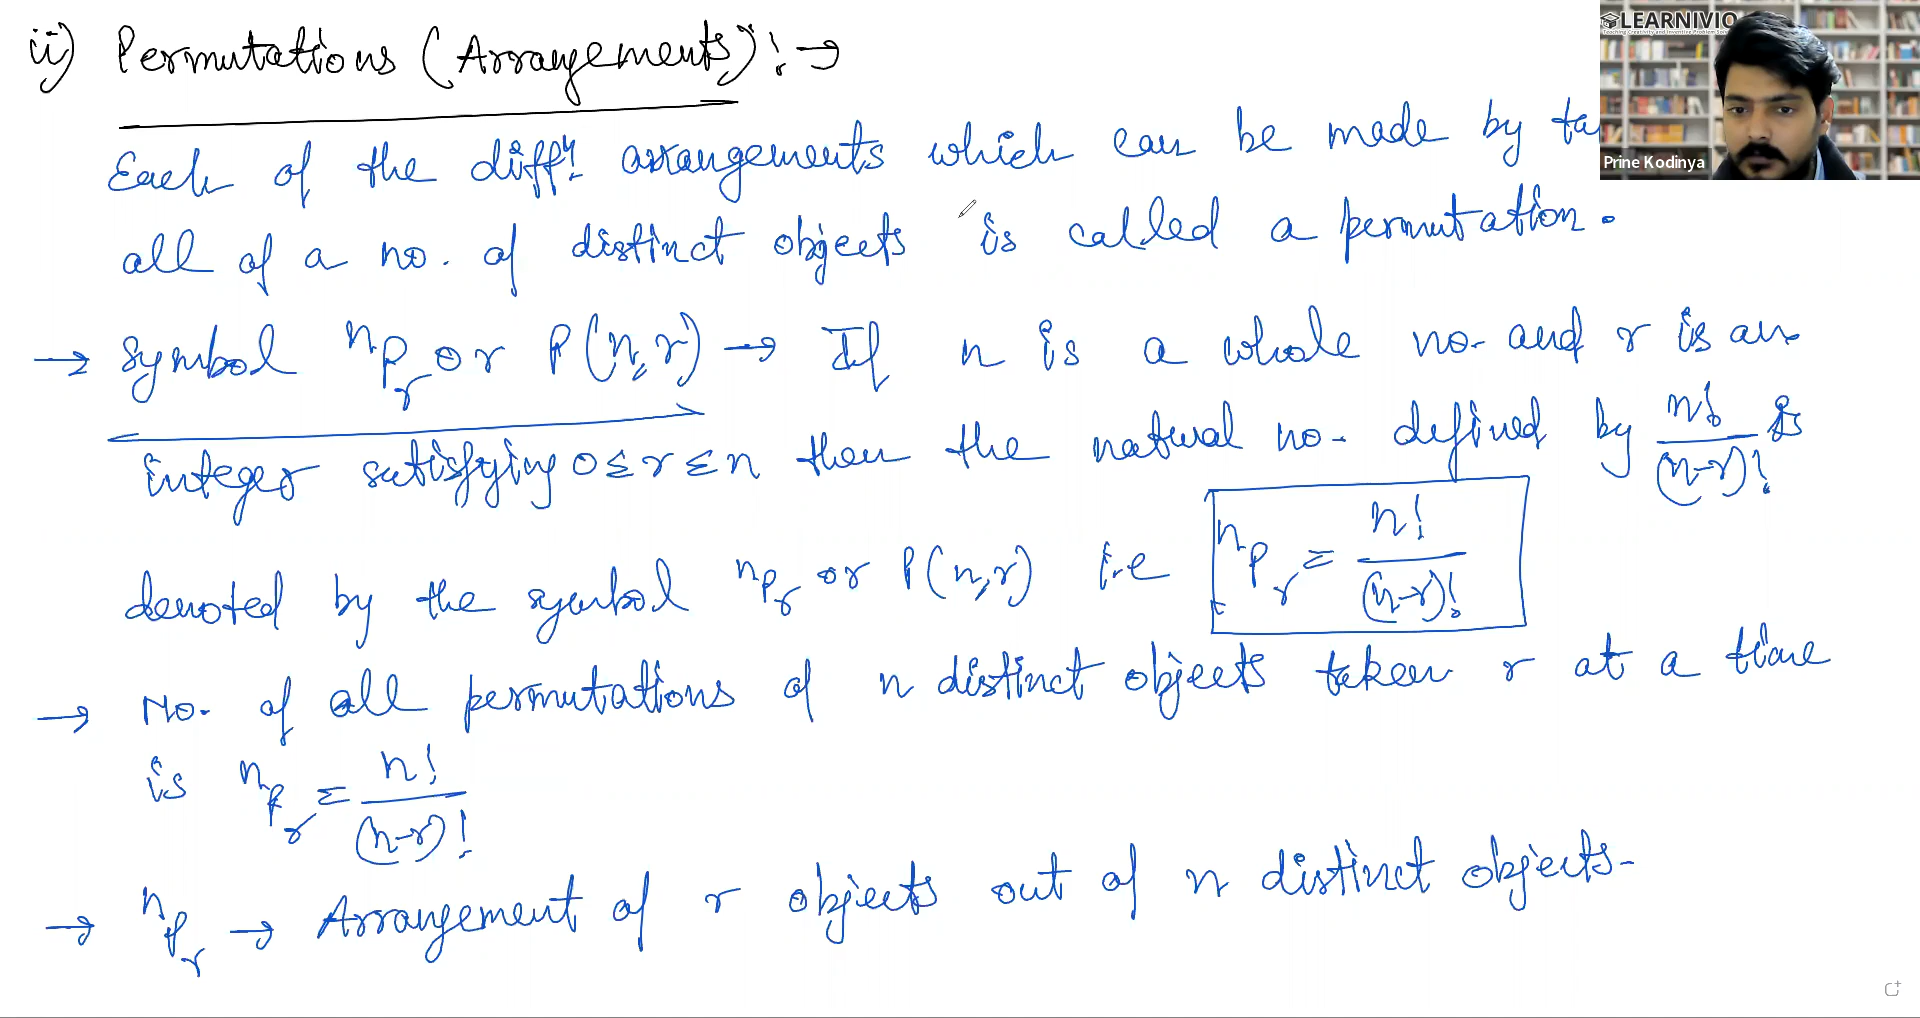 ii) Permutations (Arrangements): →
LEARNIVIO
Prine Kodinya
Each of the diff. arrangements which can be made by ta
all of a no. of distinct objects is called a permutation.
→ Symbol ⁿPᵣ or P(n,r) → If n is a whole no. and r is an
integer satisfying 0 ≤ r ≤ n then the natural no. defined by n!/(n-r)! is
denoted by the symbol ⁿPᵣ or P(n,r) i.e ⁿPᵣ = n!/(n-r)!
→ No. of all permutations of n distinct objects taken r at a time
is ⁿPᵣ = n!/(n-r)!
→ ⁿPᵣ → Arrangement of r objects out of n distinct objects.